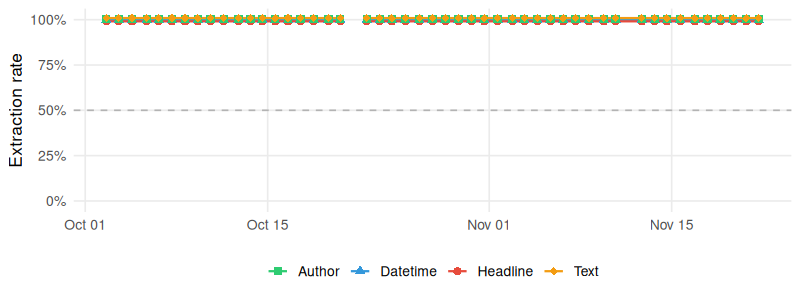 Extraction rate
100%
75%
50%
25%
0%
Oct 01 Oct 15 Nov 01 Nov 15
Author Datetime Headline Text